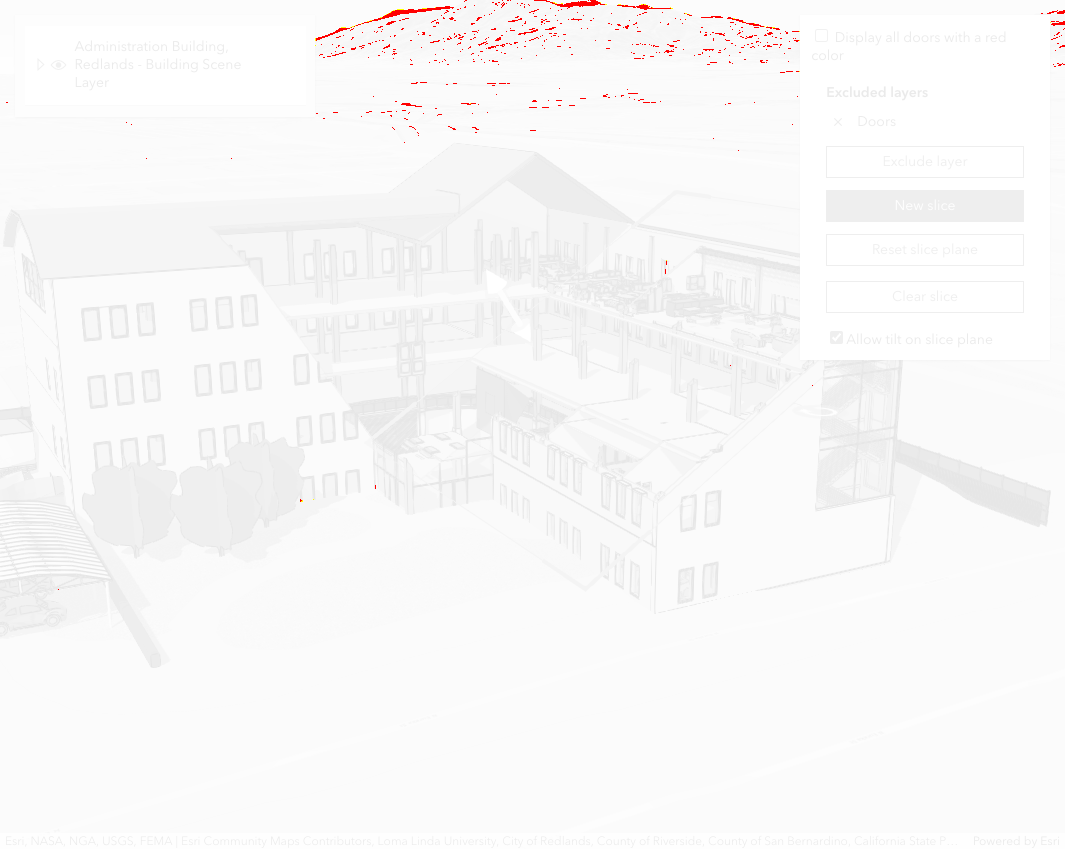 Administration Building,
Redlands - Building Scene
Layer
Display all doors with a red
color
Excluded layers
Doors
Exclude layer
New slice
Reset slice plane
Clear slice
Allow tilt on slice plane
Esri, NASA, NGA, USGS, FEMA | Esri Community Maps Contributors, Loma Linda University, City of Redlands, County of Riverside, County of San Bernardino, California State P... Powered by Esri